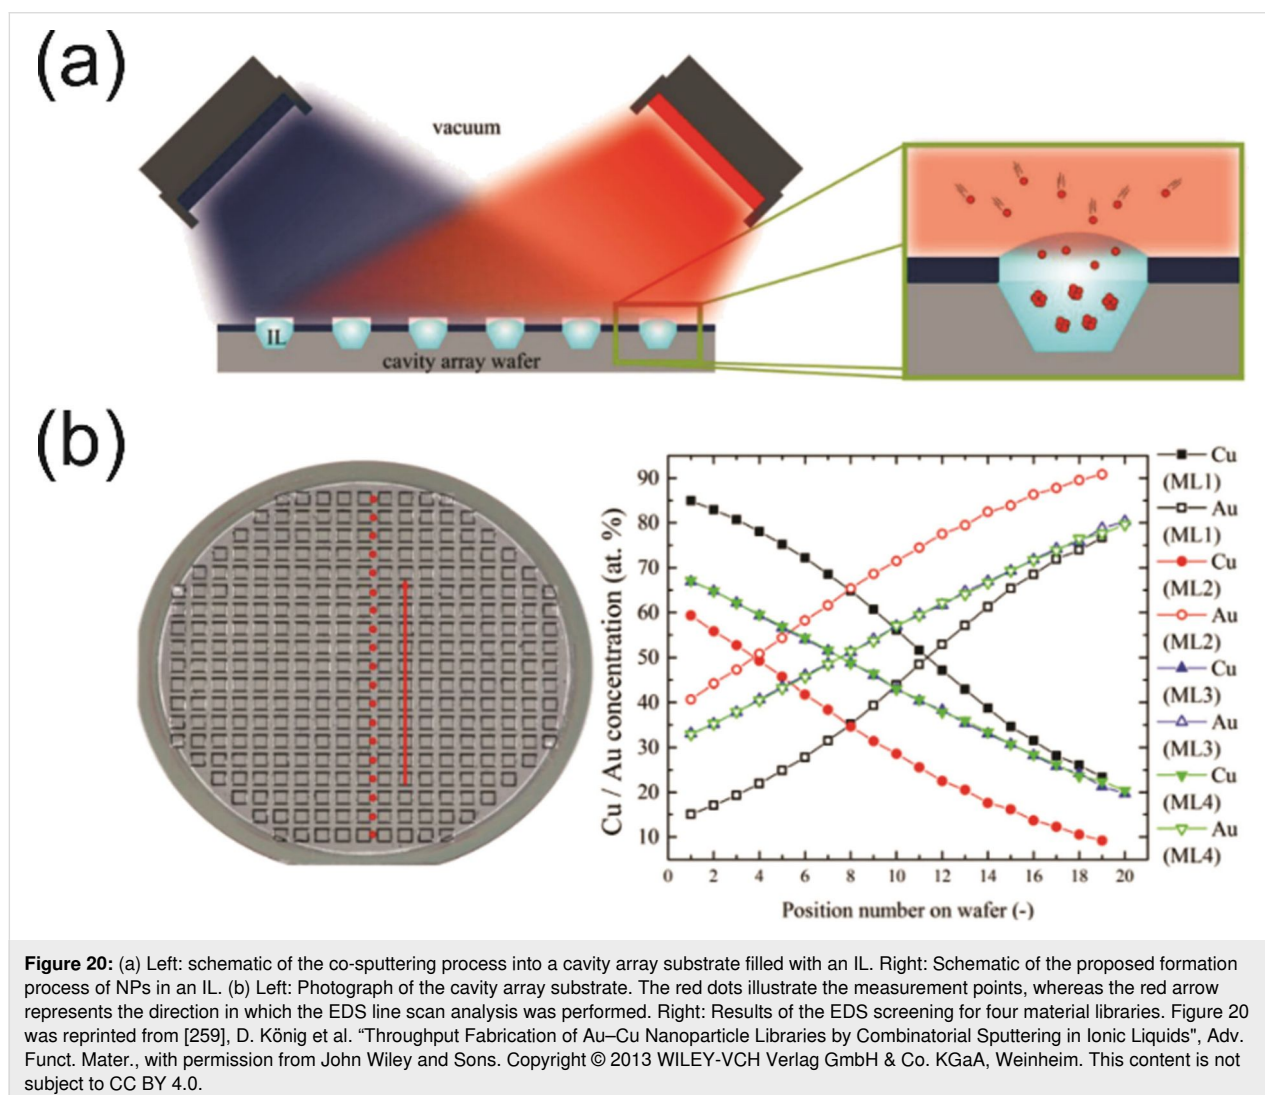 (a)
vacuum
IL
cavity array wafer
(b)
Cu / Au concentration (at. %)
90
80
70
60
50
40
30
20
10
0 2 4 6 8 10 12 14 16 18 20
Position number on wafer (-)
Cu
(ML1)
Au
(ML1)
Cu
(ML2)
Au
(ML2)
Cu
(ML3)
Au
(ML3)
Cu
(ML4)
Au
(ML4)
Figure 20: (a) Left: schematic of the co-sputtering process into a cavity array substrate filled with an IL. Right: Schematic of the proposed formation
process of NPs in an IL. (b) Left: Photograph of the cavity array substrate. The red dots illustrate the measurement points, whereas the red arrow
represents the direction in which the EDS line scan analysis was performed. Right: Results of the EDS screening for four material libraries. Figure 20
was reprinted from [259], D. König et al. “Throughput Fabrication of Au–Cu Nanoparticle Libraries by Combinatorial Sputtering in Ionic Liquids", Adv.
Funct. Mater., with permission from John Wiley and Sons. Copyright © 2013 WILEY-VCH Verlag GmbH & Co. KGaA, Weinheim. This content is not
subject to CC BY 4.0.